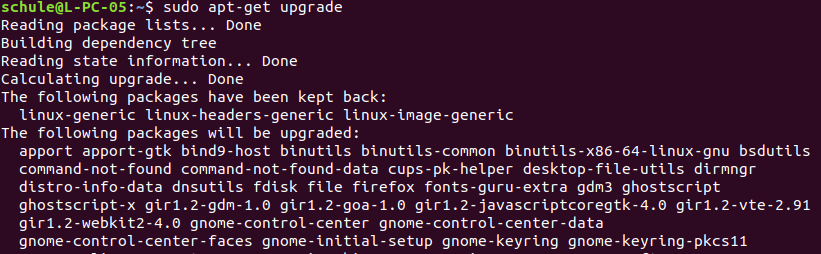 schule@L-PC-05:~$ sudo apt-get upgrade
Reading package lists... Done
Building dependency tree
Reading state information... Done
Calculating upgrade... Done
The following packages have been kept back:
  linux-generic linux-headers-generic linux-image-generic
The following packages will be upgraded:
  apport apport-gtk bind9-host binutils binutils-common binutils-x86-64-linux-gnu bsdutils
  command-not-found command-not-found-data cups-pk-helper desktop-file-utils dirmngr
  distro-info-data dnsutils fdisk file firefox fonts-guru-extra gdm3 ghostscript
  ghostscript-x gir1.2-gdm-1.0 gir1.2-goa-1.0 gir1.2-javascriptcoregtk-4.0 gir1.2-vte-2.91
  gir1.2-webkit2-4.0 gnome-control-center gnome-control-center-data
  gnome-control-center-faces gnome-initial-setup gnome-keyring gnome-keyring-pkcs11